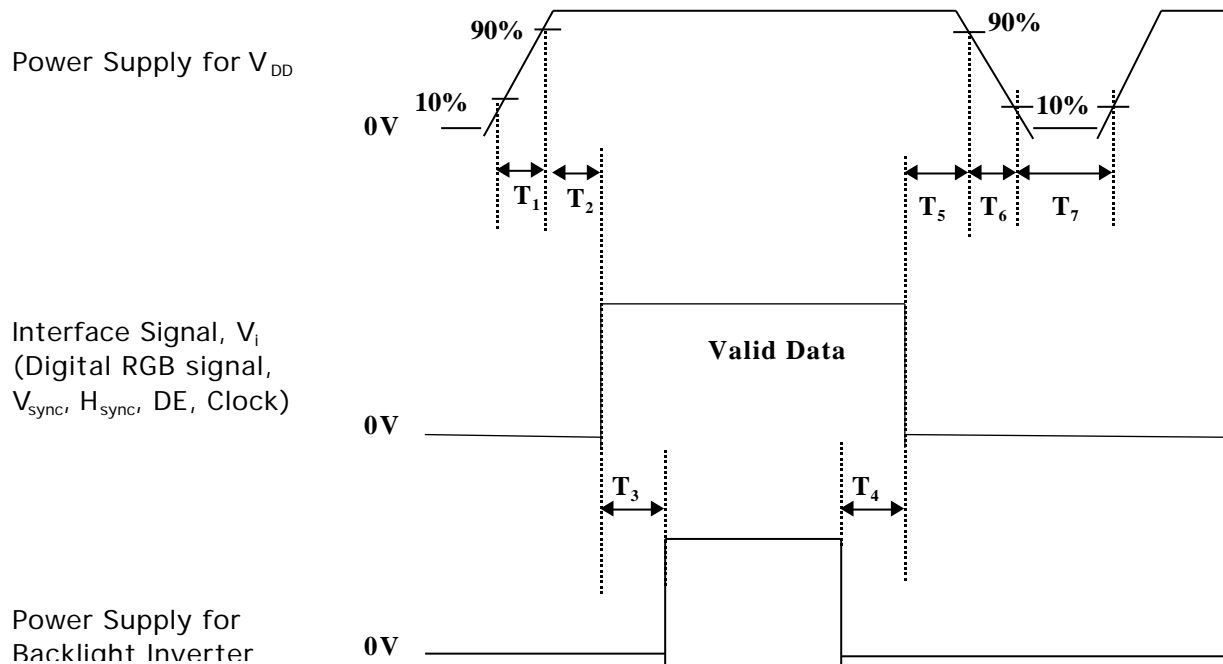 90%
90%
Power Supply for VDD
10%
10%
0V
T1
T2
T5
T6
T7
Interface Signal, Vi
(Digital RGB signal,
Vsync, Hsync, DE, Clock)
Valid Data
0V
T3
T4
Power Supply for
Backlight Inverter
0V